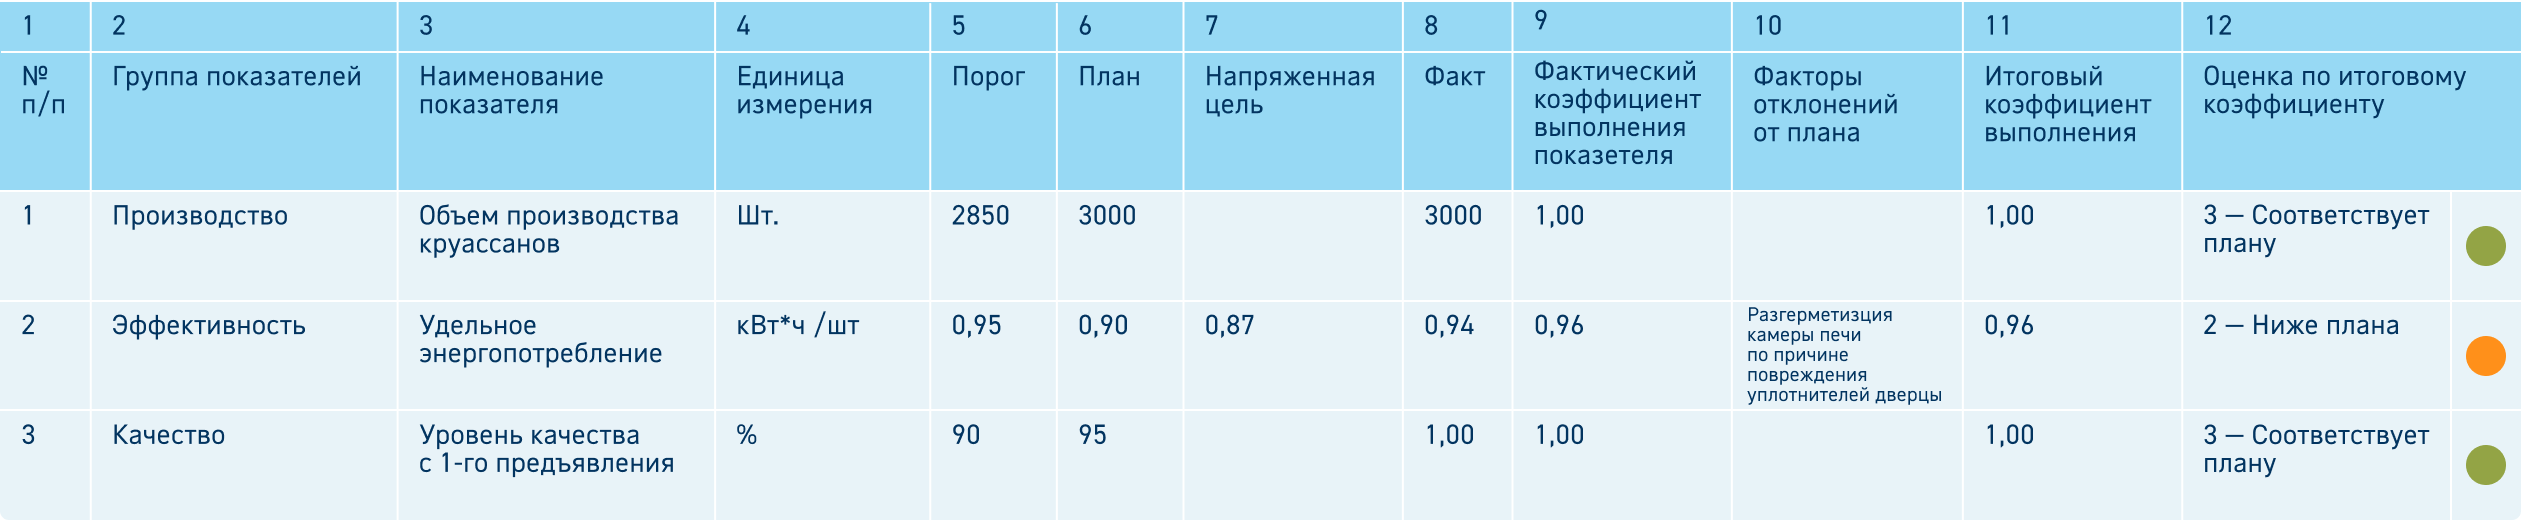 1 2 3 4 5 6 7 8 9 10 11 12
№ п/п
Группа показателей
Наименование
показателя
Единица
измерения
Порог
План
Напряженная
цель
Факт
Фактический
коэффициент
выполнения
показетеля
Факторы
отклонений
от плана
Итоговый
коэффициент
выполнения
Оценка по итоговому
коэффициенту
1
Производство
Объем производства
круассанов
Шт.
2850
3000
3000
1,00
1,00
3 — Соответствует
плану
2
Эффективность
Удельное
энергопотребление
кВт*ч /шт
0,95
0,90
0,87
0,94
0,96
Разгерметизция
камеры печи
по причине
повреждения
уплотнителей дверцы
0,96
2 — Ниже плана
3
Качество
Уровень качества
с 1-го предъявления
%
90
95
1,00
1,00
1,00
3 — Соответствует
плану